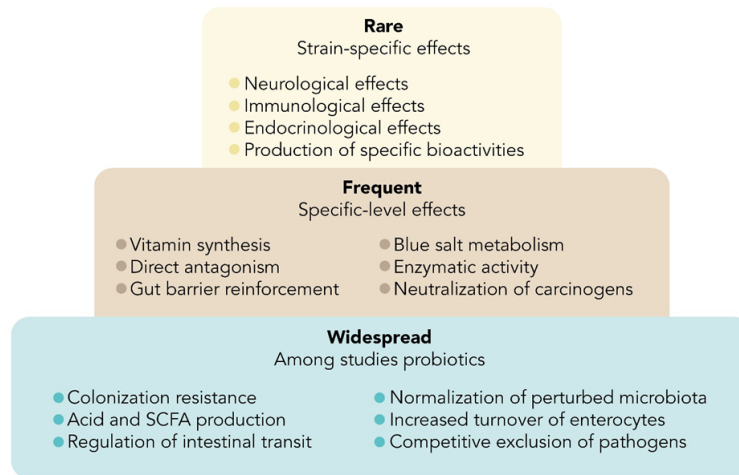 Rare
Strain-specific effects
Neurological effects
Immunological effects
Endocrinological effects
Production of specific bioactivities
Frequent
Specific-level effects
Vitamin synthesis
Direct antagonism
Gut barrier reinforcement
Blue salt metabolism
Enzymatic activity
Neutralization of carcinogens
Widespread
Among studies probiotics
Colonization resistance
Acid and SCFA production
Regulation of intestinal transit
Normalization of perturbed microbiota
Increased turnover of enterocytes
Competitive exclusion of pathogens